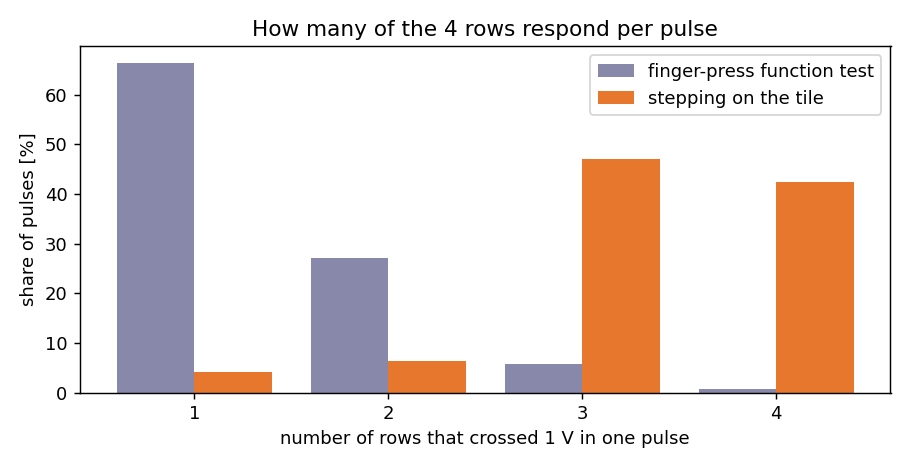 How many of the 4 rows respond per pulse
finger-press function test
stepping on the tile
share of pulses [%]
60
50
40
30
20
10
0
1
2
3
4
number of rows that crossed 1 V in one pulse